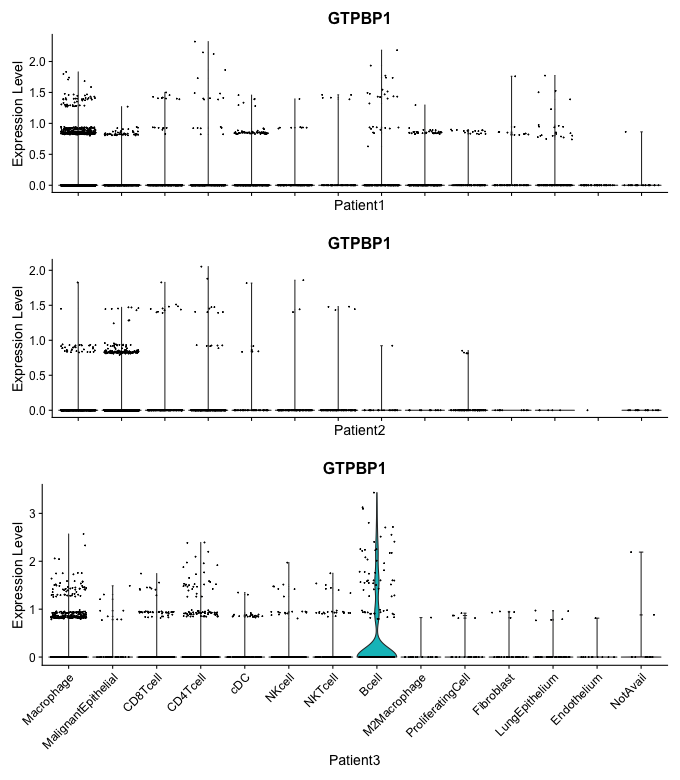 GTPBP1
Expression Level
2.0
1.5
1.0
0.5
0.0
Patient1
GTPBP1
Expression Level
2.0
1.5
1.0
0.5
0.0
Patient2
GTPBP1
Expression Level
3
2
1
0
Macrophage
MalignantEpithelial
CD8Tcell
CD4Tcell
cDC
NKcell
NKTcell
Bcell
M2Macrophage
ProliferatingCell
Fibroblast
LungEpithelium
Endothelium
NotAvail
Patient3